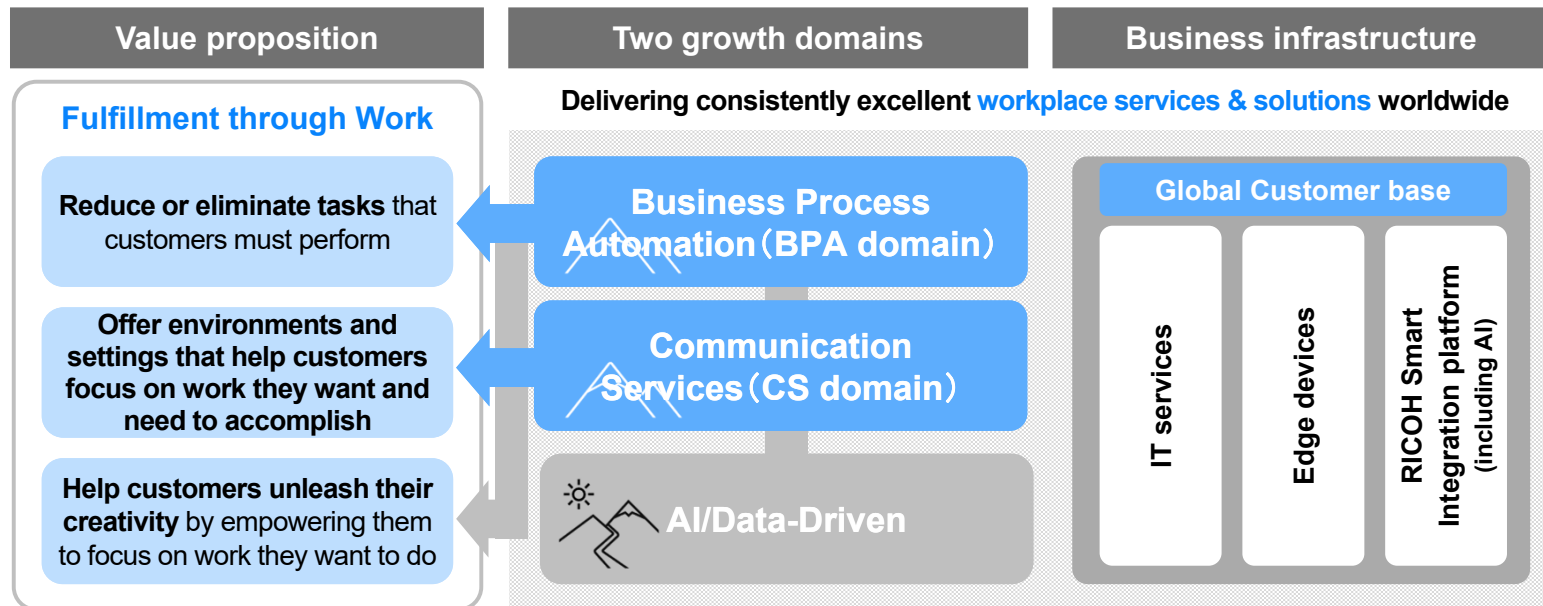 Value proposition
Two growth domains
Business infrastructure
Fulfillment through Work
Reduce or eliminate tasks that
customers must perform
Offer environments and
settings that help customers
focus on work they want and
need to accomplish
Help customers unleash their
creativity by empowering them
to focus on work they want to do
Delivering consistently excellent workplace services & solutions worldwide
Business Process
Automation（BPA domain）
Communication
Services（CS domain）
AI/Data-Driven
Global Customer base
IT services
Edge devices
RICOH Smart
Integration platform
(including AI)